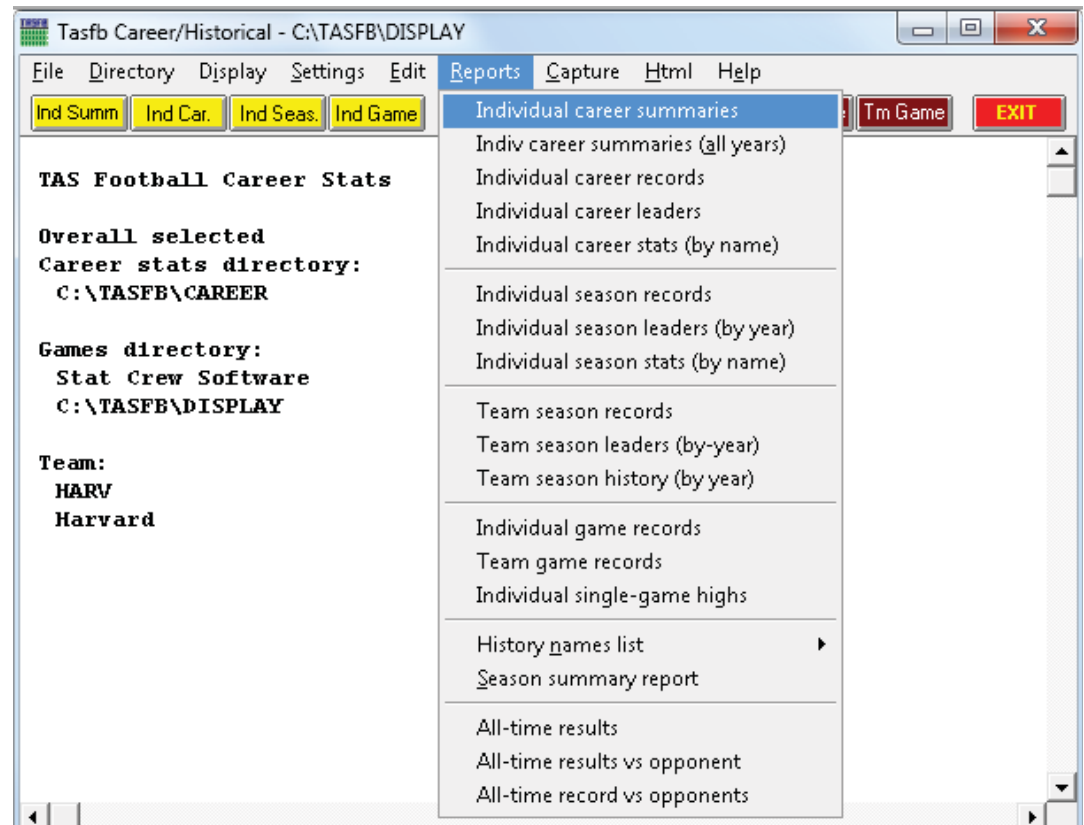 Tasfb Career/Historical - C:\TASFB\DISPLAY
File Directory Display Settings Edit Reports Capture Html Help
Ind Summ Ind Car. Ind Seas. Ind Game Tm Game EXIT
TAS Football Career Stats
Overall selected
Career stats directory:
C:\TASFB\CAREER
Games directory:
Stat Crew Software
C:\TASFB\DISPLAY
Team:
HARV
Harvard
Individual career summaries
Indiv career summaries (all years)
Individual career records
Individual career leaders
Individual career stats (by name)
Individual season records
Individual season leaders (by year)
Individual season stats (by name)
Team season records
Team season leaders (by-year)
Team season history (by year)
Individual game records
Team game records
Individual single-game highs
History names list
Season summary report
All-time results
All-time results vs opponent
All-time record vs opponents